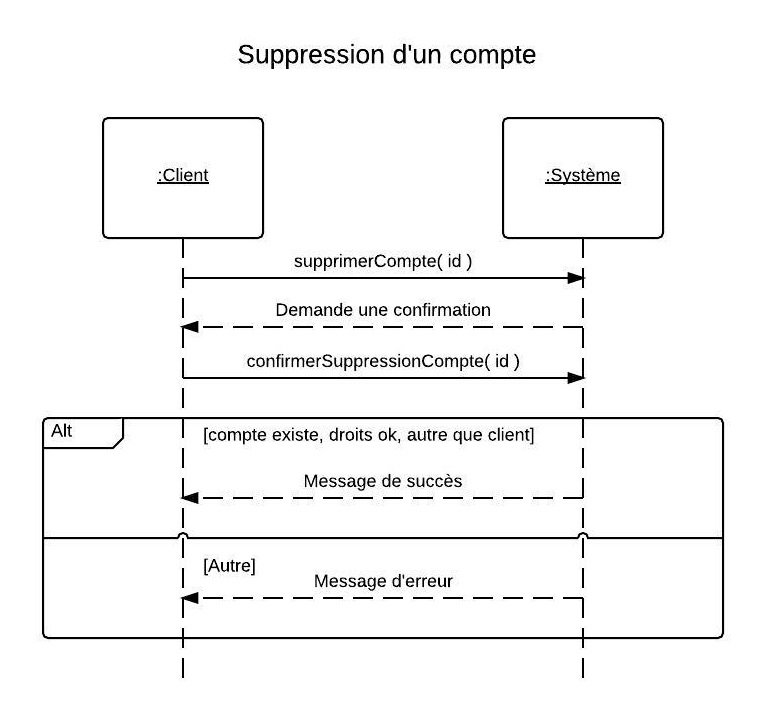 Suppression d'un compte
:Client
:Système
supprimerCompte( id )
Demande une confirmation
confirmerSuppressionCompte( id )
Alt
[compte existe, droits ok, autre que client]
Message de succès
[Autre]
Message d'erreur